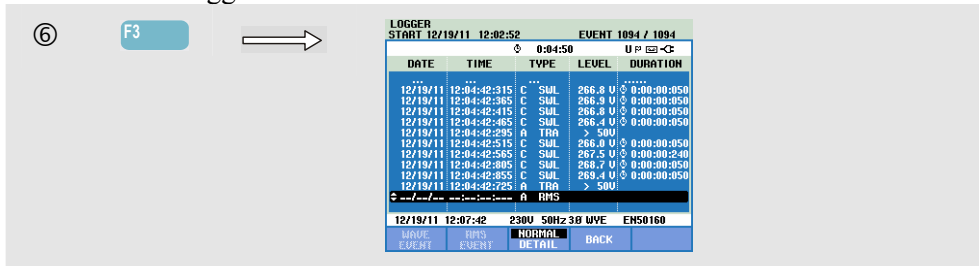 ⑥ F3
LOGGER
START 12/19/11 12:02:52 EVENT 1094 / 1094
0:04:50 U
DATE TIME TYPE LEVEL DURATION
... ... ... ......
12/19/11 12:04:42:315 C SWL 266.8 V 0:00:00:050
12/19/11 12:04:42:365 C SWL 266.9 V 0:00:00:050
12/19/11 12:04:42:415 C SWL 266.8 V 0:00:00:050
12/19/11 12:04:42:465 C SWL 266.4 V 0:00:00:050
12/19/11 12:04:42:295 A TRA > 50V
12/19/11 12:04:42:515 C SWL 266.0 V 0:00:00:050
12/19/11 12:04:42:565 C SWL 267.5 V 0:00:00:240
12/19/11 12:04:42:805 C SWL 268.7 V 0:00:00:050
12/19/11 12:04:42:855 C SWL 269.4 V 0:00:00:050
12/19/11 12:04:42:725 A TRA > 50V
--/--/-- --:--:--:--- A RMS
12/19/11 12:07:42 230V 50Hz 3.0 WYE EN50160
WAVE EVENT RMS EVENT NORMAL DETAIL BACK